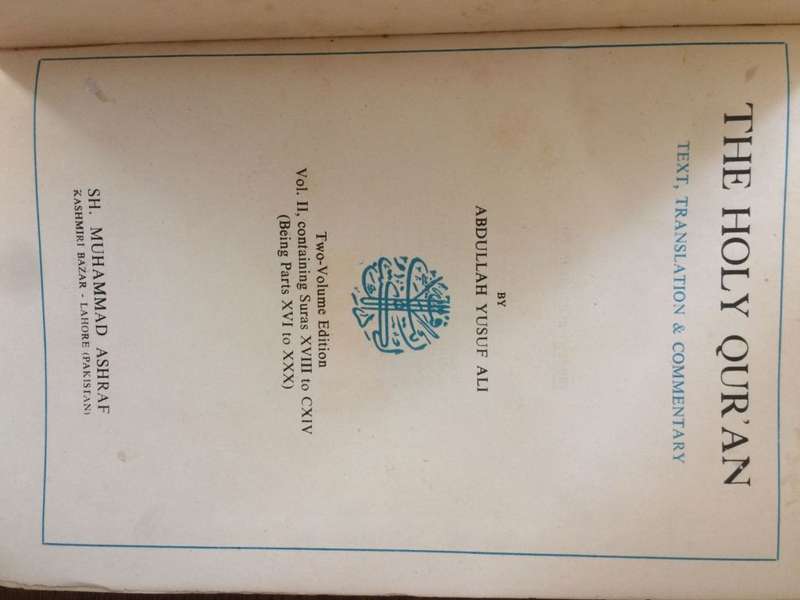 THE HOLY QUR'AN
TEXT, TRANSLATION & COMMENTARY
BY
ABDULLAH YUSUF ALI
Two-Volume Edition
Vol. II, containing Suras XVIII to CXIV
(Being Parts XVI to XXX)
SH. MUHAMMAD ASHRAF
KASHMIRI BAZAR - LAHORE (PAKISTAN)